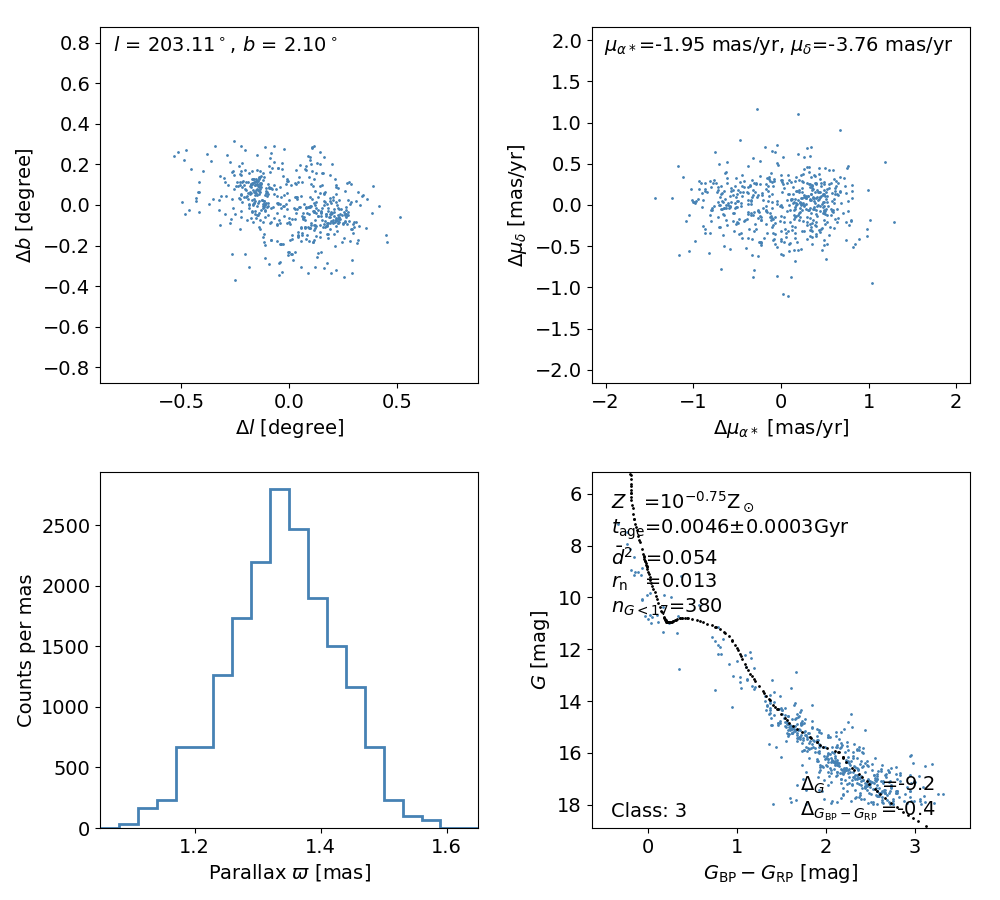 l = 203.11°, b = 2.10°
0.8
0.6
0.4
0.2
0.0
−0.2
−0.4
−0.6
−0.8
Δb [degree]
−0.5 0.0 0.5
Δl [degree]
μα∗=-1.95 mas/yr, μδ=-3.76 mas/yr
2.0
1.5
1.0
0.5
0.0
−0.5
−1.0
−1.5
−2.0
Δμδ [mas/yr]
−2 −1 0 1 2
Δμα∗ [mas/yr]
2500
2000
1500
1000
500
0
Counts per mas
1.2 1.4 1.6
Parallax ϖ [mas]
6
8
10
12
14
16
18
G [mag]
Z =10^−0.75 Z⊙
tage=0.0046±0.0003Gyr
d̄² =0.054
rn =0.013
nG<17=380
ΔG =-9.2
ΔGBP−GRP =-0.4
Class: 3
0 1 2 3
GBP − GRP [mag]